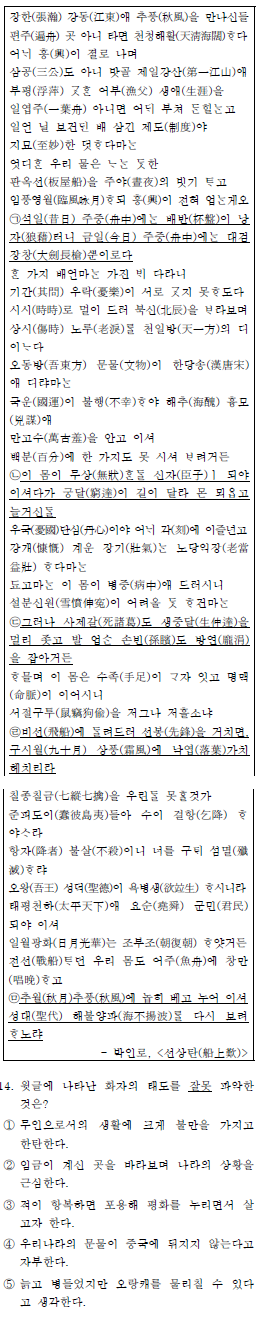 장한(張瀚) 강동(江東)애 추풍(秋風)을 만나신들
편주(遍舟) 곳 아니 타면 천청해활(天淸海闊)ᄒᆞ다
어ᄂᆡ 흥(興)이 절로 나며
삼공(三公)도 아니 밧골 제일강산(第一江山)애
부평(浮萍) ᄀᆞᆺᄒᆞᆫ 어부(漁父) 생애(生涯)을
일엽주(一葉舟) 아니면 어ᄃᆡ 부쳐 ᄃᆞᆫ힐ᄂᆞᆫ고
일언 닐 보건ᄃᆡᆫ 배 삼긴 제도(制度)야
지묘(至妙)한 덧ᄒᆞ다마ᄂᆞᆫ
엇디ᄒᆞᆫ 우리 물은 ᄂᆞᄂᆞᆫ ᄃᆞᆺ한
판옥선(板屋船)을 주야(晝夜)의 빗기 ᄐᆞ고
임풍영월(臨風咏月)호ᄃᆡ 흥(興)이 전혀 업ᄂᆞᆫ게오
㉠석일(昔日) 주중(舟中)에ᄂᆞᆫ 배반(杯盤)이 낭
자(狼藉)터니 금일(今日) 주중(舟中)에ᄂᆞᆫ 대검
장창(大劍長槍)ᄲᅮᆫ이로다
ᄒᆞᆫ 가지 배언마ᄂᆞᆫ 가진 ᄇᆡ 다라니
기간(其間) 우락(憂樂)이 서로 ᄀᆞᆺ지 못ᄒᆞ도다
시시(時時)로 멀이 드러 북신(北辰)을 ᄇᆞ라보며
상시(傷時) 노루(老淚)를 천일방(天一方)의 디
이ᄂᆞ다
오동방(吾東方) 문물(文物)이 한당송(漢唐宋)
애 디랴마ᄂᆞᆫ
국운(國運)이 불행(不幸)ᄒᆞ야 해추(海醜) 흉모
(兇謀)애
만고수(萬古羞)을 안고 이셔
백분(百分)에 한 가지도 못 시셔 ᄇᆞ려거든
㉡이 몸이 무상(無狀)ᄒᆞᆫᄃᆞᆯ 신자(臣子)ㅣ 되야
이셔다가 궁달(窮達)이 길이 달라 몬 뫼ᄋᆞᆸ고
늘거신ᄃᆞᆯ
우국(憂國)단심(丹心)이야 어ᄂᆡ 각(刻)애 이즐넌고
강개(慷慨) 계운 장기(壯氣)ᄂᆞᆫ 노당익장(老當
益壯) ᄒᆞ다마ᄂᆞᆫ
됴고마ᄂᆞᆫ 이 몸이 병중(病中)애 드러시니
설분신원(雪憤伸寃)이 어려올 ᄃᆞᆺ ᄒᆞ건마ᄂᆞᆫ
㉢그러나 사제갈(死諸葛)도 생중달(生仲達)을
멀리 좃고 발 업슨 손빈(孫臏)도 방연(龐涓)
을 잡아거든
ᄒᆞ믈며 이 몸은 수족(手足)이 ᄀᆞ자 잇고 명맥
(命脈)이 이어시니
서절구투(鼠竊狗偸)을 저그나 저흘소냐
㉣비선(飛船)에 ᄃᆞᆯ려드러 선봉(先鋒)을 거치면,
구시월(九十月) 상풍(霜風)에 낙엽(落葉)가치
헤치리라
칠종칠금(七縱七擒)을 우린ᄃᆞᆯ 못ᄒᆞᆯ것가
준피도이(蠢彼島夷)들아 수이 걸항(乞降) ᄒᆞ
야ᄉᆞ라
항자(降者) 불살(不殺)이니 너를 구ᄐᆡ 섬멸(殲
滅)ᄒᆞ랴
오왕(吾王) 성덕(聖德)이 욕병생(欲竝生) ᄒᆞ시니라
태평천하(太平天下)애 요순(堯舜) 군민(君民)
되야 이셔
일월광화(日月光華)ᄂᆞᆫ 조부조(朝復朝) ᄒᆞ얏거든
전선(戰船)ᄐᆞ던 우리 몸도 어주(魚舟)에 창만
(唱晩)ᄒᆞ고
㉤추월(秋月)추풍(秋風)에 놉히 베고 누어 이셔
성대(聖代) 해불양파(海不揚波)를 다시 보려
ᄒᆞ노라
- 박인로, <선상탄(船上歎)>
14. 윗글에 나타난 화자의 태도를 잘못 파악한
것은?
① 무인으로서의 생활에 크게 불만을 가지고
한탄한다.
② 임금이 계신 곳을 바라보며 나라의 상황을
근심한다.
③ 적이 항복하면 포용해 평화를 누리면서 살
고자 한다.
④ 우리나라의 문물이 중국에 뒤지지 않는다고
자부한다.
⑤ 늙고 병들었지만 오랑캐를 물리칠 수 있다
고 생각한다.